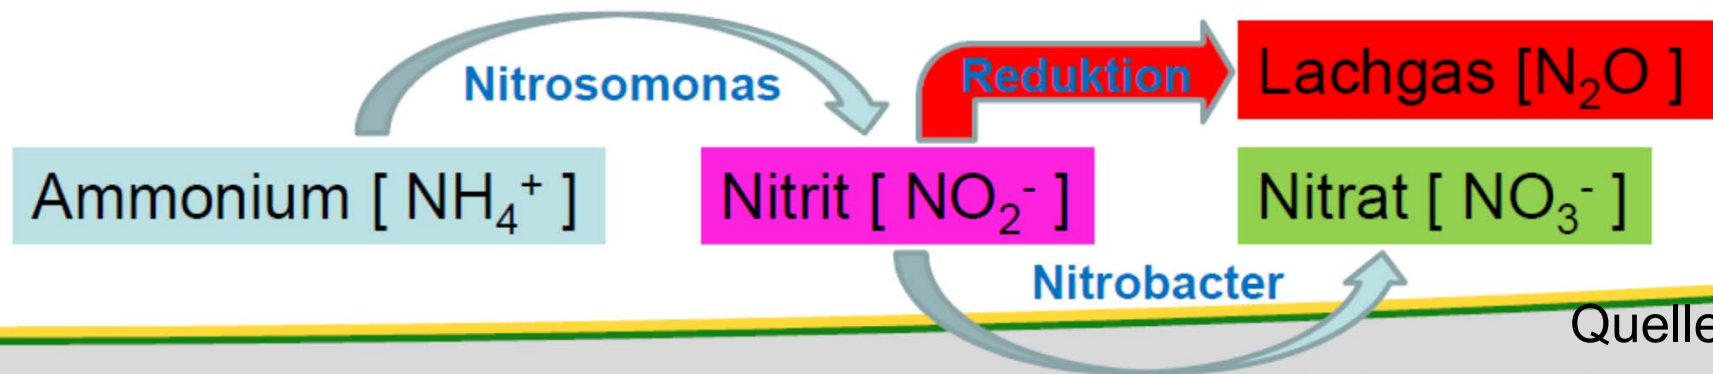 Nitrosomonas
Reduktion
Lachgas [N₂O ]
Ammonium [ NH₄⁺ ]
Nitrit [ NO₂⁻ ]
Nitrat [ NO₃⁻ ]
Nitrobacter
Quelle